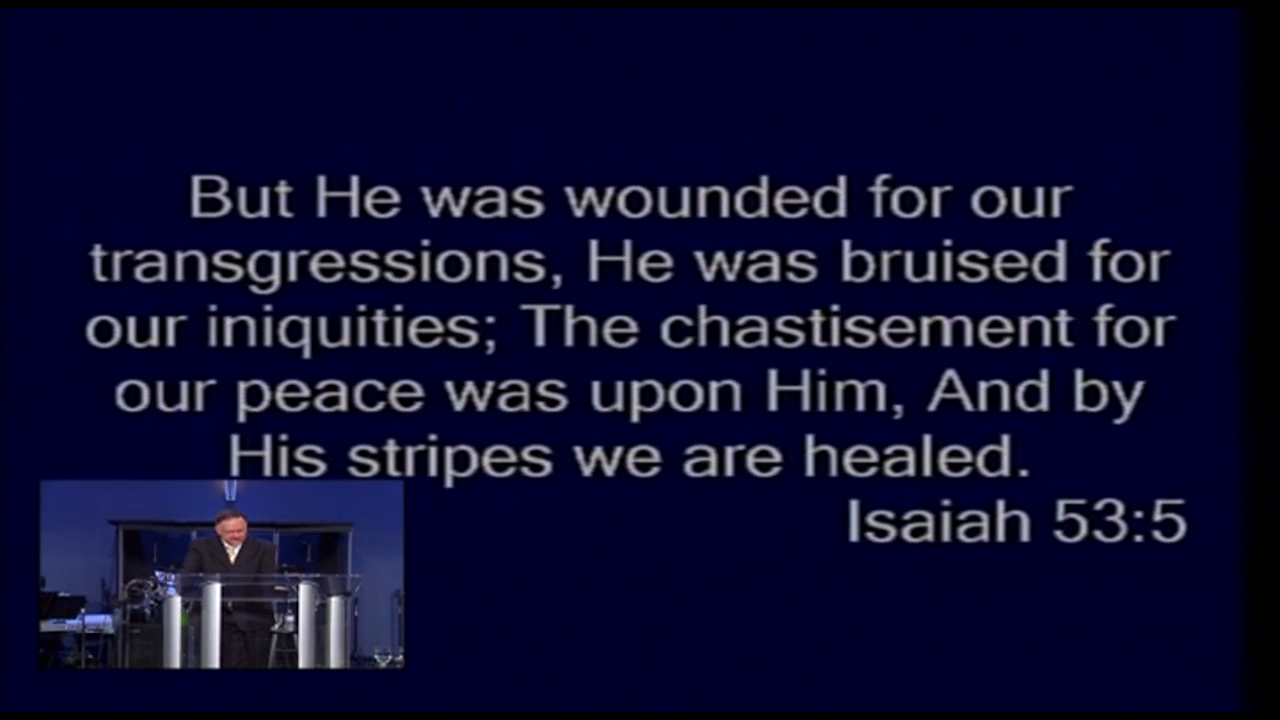 But He was wounded for our
transgressions, He was bruised for
our iniquities; The chastisement for
our peace was upon Him, And by
His stripes we are healed.
Isaiah 53:5